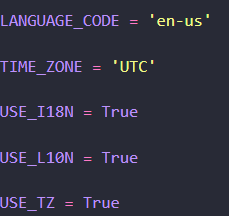 LANGUAGE_CODE = 'en-us'
TIME_ZONE = 'UTC'
USE_I18N = True
USE_L10N = True
USE_TZ = True